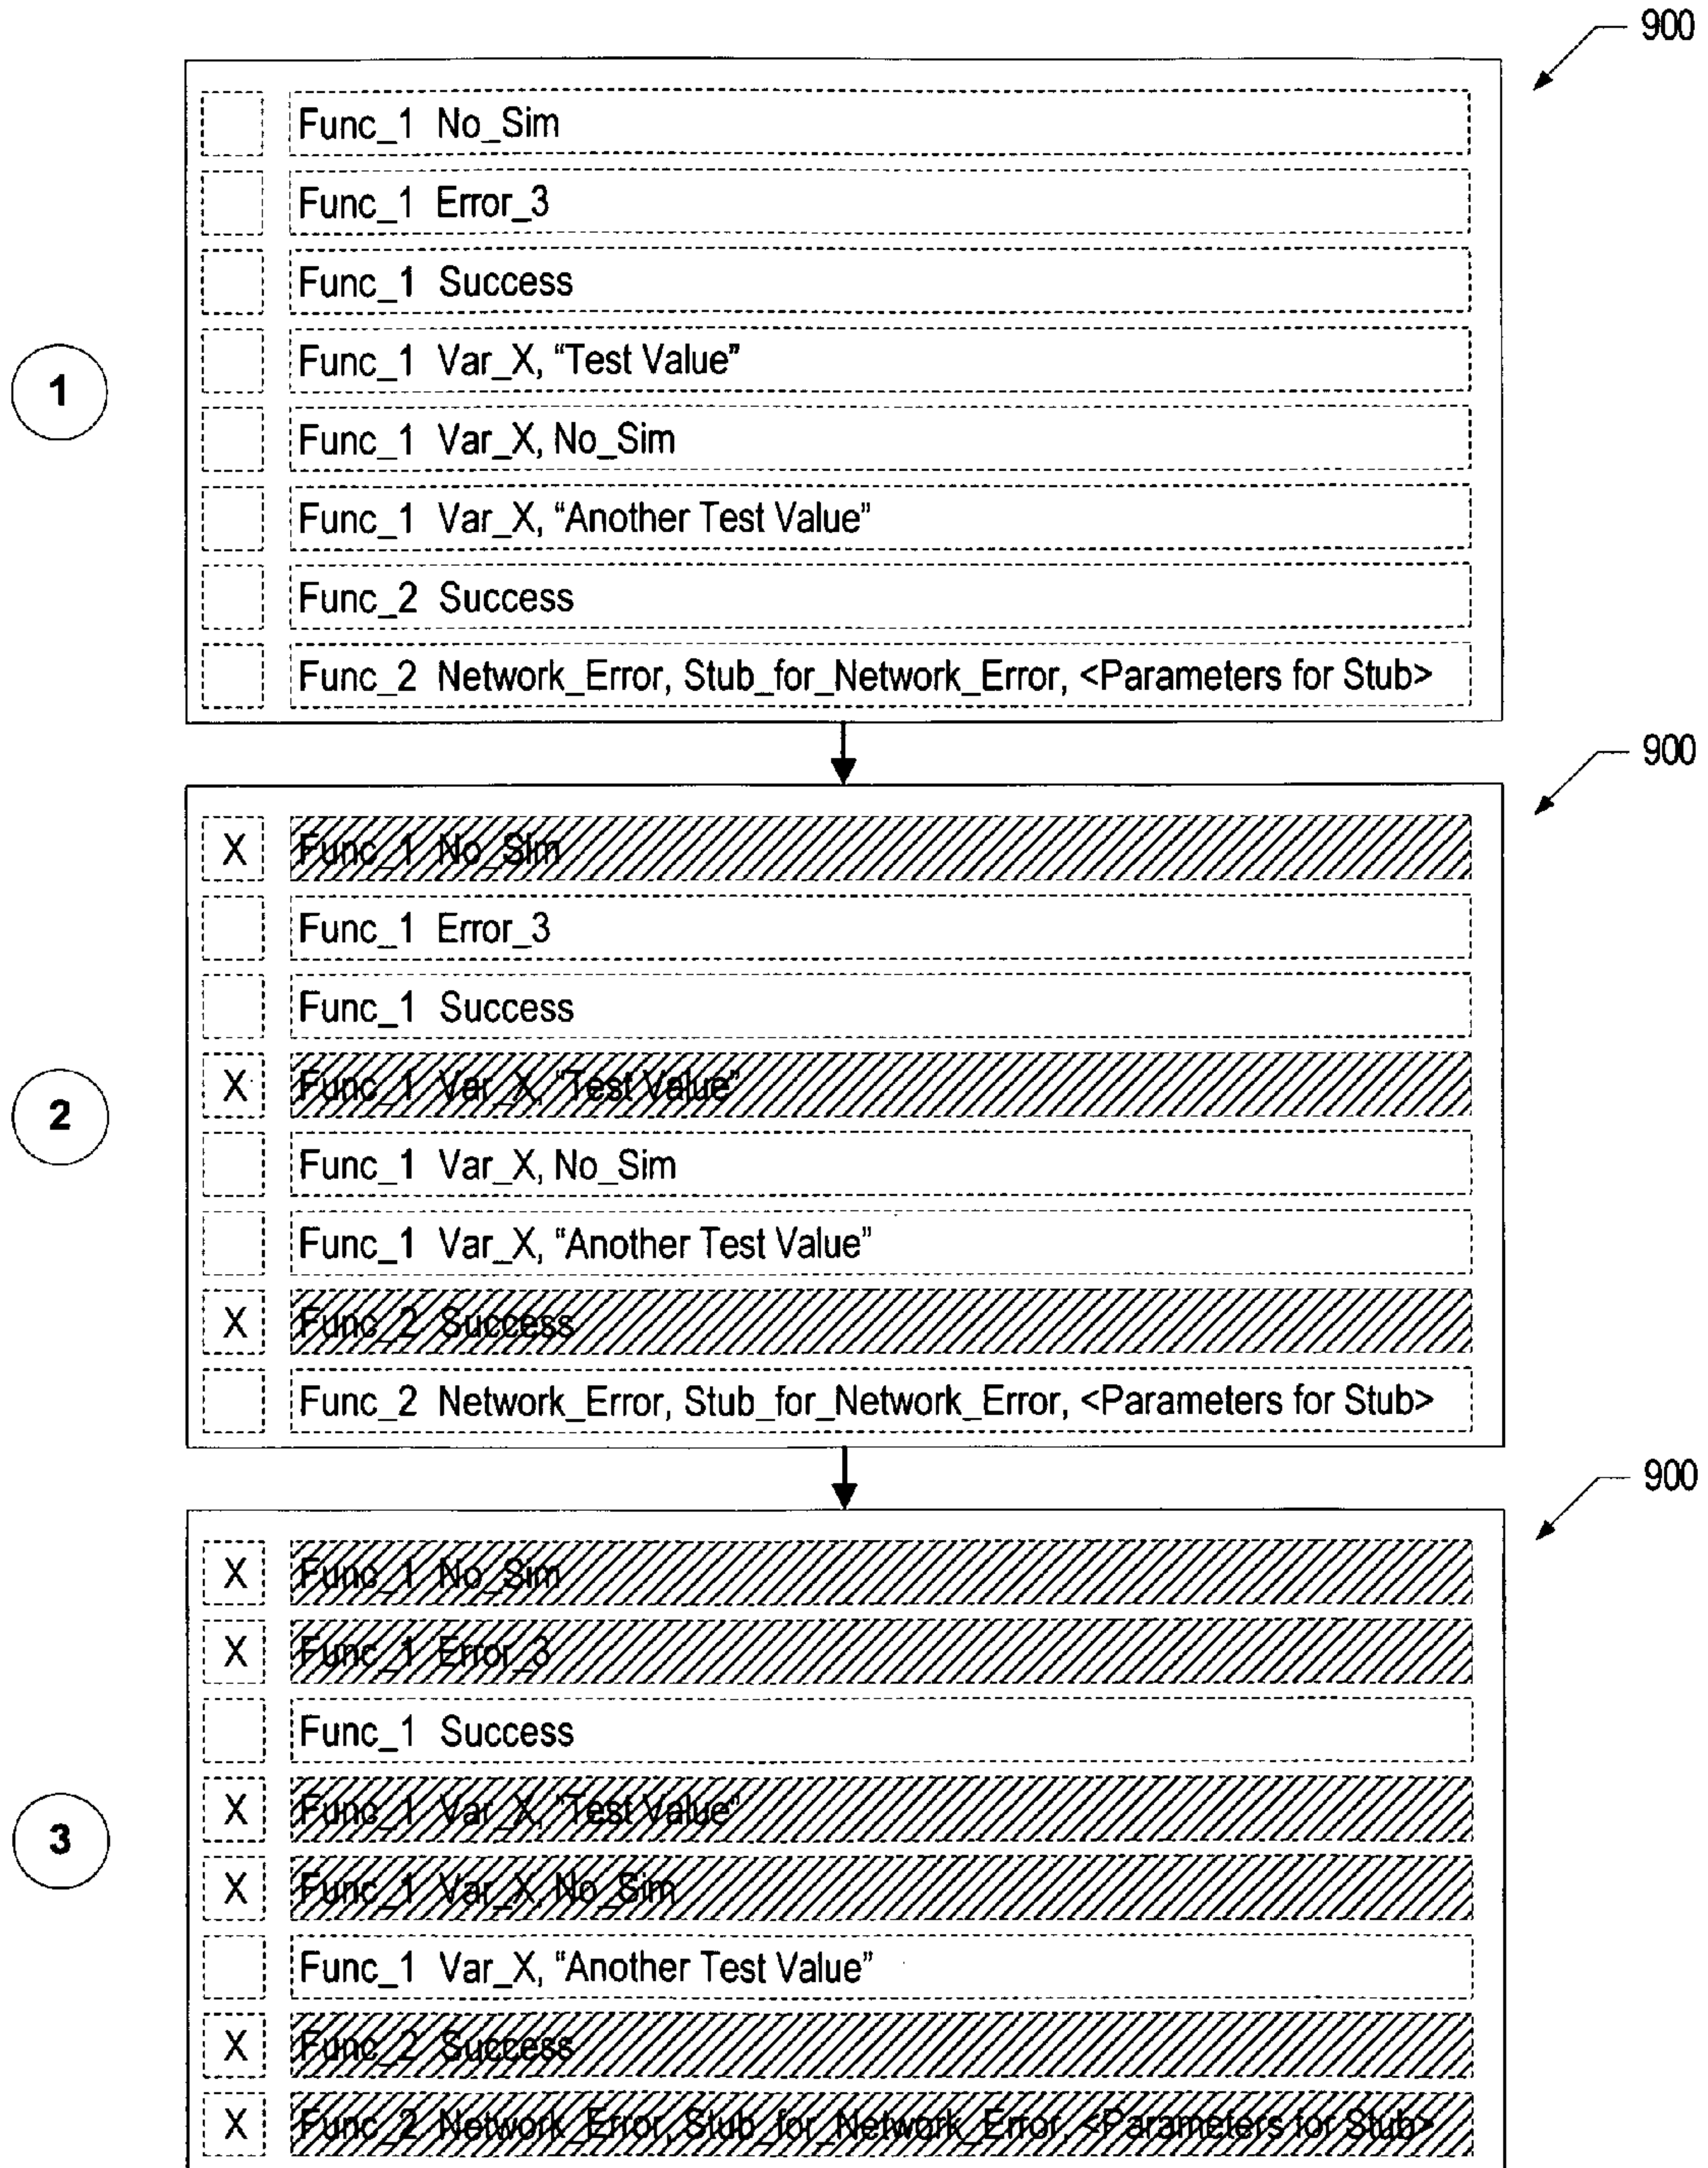 900
Func_1 No_Sim
Func_1 Error_3
Func_1 Success
Func_1 Var_X, “Test Value”
1
Func_1 Var_X, No_Sim
Func_1 Var_X, “Another Test Value”
Func_2 Success
Func_2 Network_Error, Stub_for_Network_Error, <Parameters for Stub>
900
X Func_1 No_Sim
Func_1 Error_3
Func_1 Success
X Func_1 Var_X, “Test Value”
2
Func_1 Var_X, No_Sim
Func_1 Var_X, “Another Test Value”
X Func_2 Success
Func_2 Network_Error, Stub_for_Network_Error, <Parameters for Stub>
900
X Func_1 No_Sim
X Func_1 Error_3
Func_1 Success
X Func_1 Var_X, “Test Value”
3
X Func_1 Var_X, No_Sim
Func_1 Var_X, “Another Test Value”
X Func_2 Success
X Func_2 Network_Error, Stub_for_Network_Error, <Parameters for Stub>